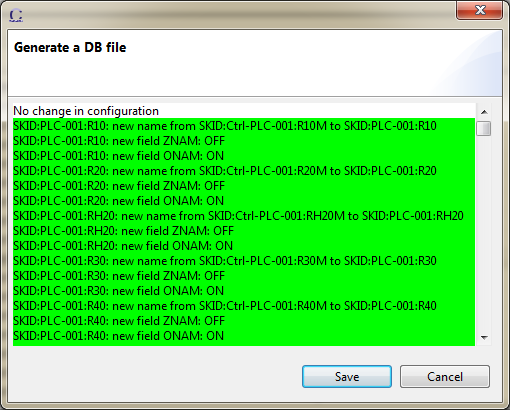 Generate a DB file
No change in configuration
SKID:PLC-001:R10: new name from SKID:Ctrl-PLC-001:R10M to SKID:PLC-001:R10
SKID:PLC-001:R10: new field ZNAM: OFF
SKID:PLC-001:R10: new field ONAM: ON
SKID:PLC-001:R20: new name from SKID:Ctrl-PLC-001:R20M to SKID:PLC-001:R20
SKID:PLC-001:R20: new field ZNAM: OFF
SKID:PLC-001:R20: new field ONAM: ON
SKID:PLC-001:RH20: new name from SKID:Ctrl-PLC-001:RH20M to SKID:PLC-001:RH20
SKID:PLC-001:RH20: new field ZNAM: OFF
SKID:PLC-001:RH20: new field ONAM: ON
SKID:PLC-001:R30: new name from SKID:Ctrl-PLC-001:R30M to SKID:PLC-001:R30
SKID:PLC-001:R30: new field ZNAM: OFF
SKID:PLC-001:R30: new field ONAM: ON
SKID:PLC-001:R40: new name from SKID:Ctrl-PLC-001:R40M to SKID:PLC-001:R40
SKID:PLC-001:R40: new field ZNAM: OFF
SKID:PLC-001:R40: new field ONAM: ON
Save
Cancel